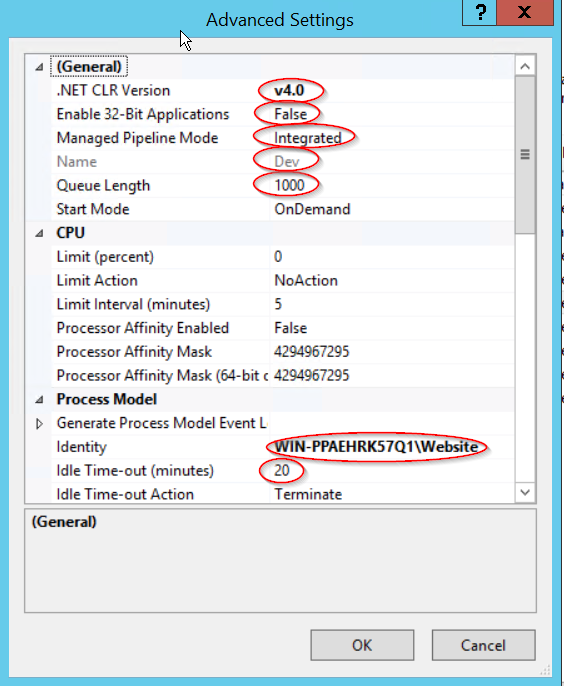 Advanced Settings
?
X
(General)
.NET CLR Version v4.0
Enable 32-Bit Applications False
Managed Pipeline Mode Integrated
Name Dev
Queue Length 1000
Start Mode OnDemand
CPU
Limit (percent) 0
Limit Action NoAction
Limit Interval (minutes) 5
Processor Affinity Enabled False
Processor Affinity Mask 4294967295
Processor Affinity Mask (64-bit o 4294967295
Process Model
Generate Process Model Event L
Identity WIN-PPAEHRK57Q1\Website
Idle Time-out (minutes) 20
Idle Time-out Action Terminate
(General)
OK
Cancel